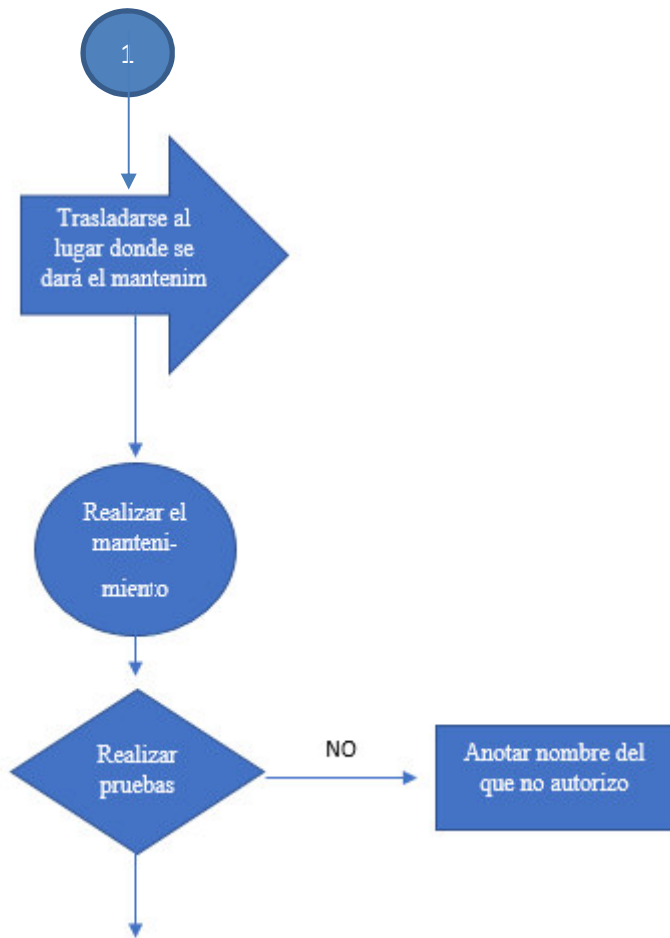 1
Trasladarse al
lugar donde se
dará el mantenim
Realizar el
manteni-
miento
Realizar
pruebas
NO
Anotar nombre del
que no autorizo